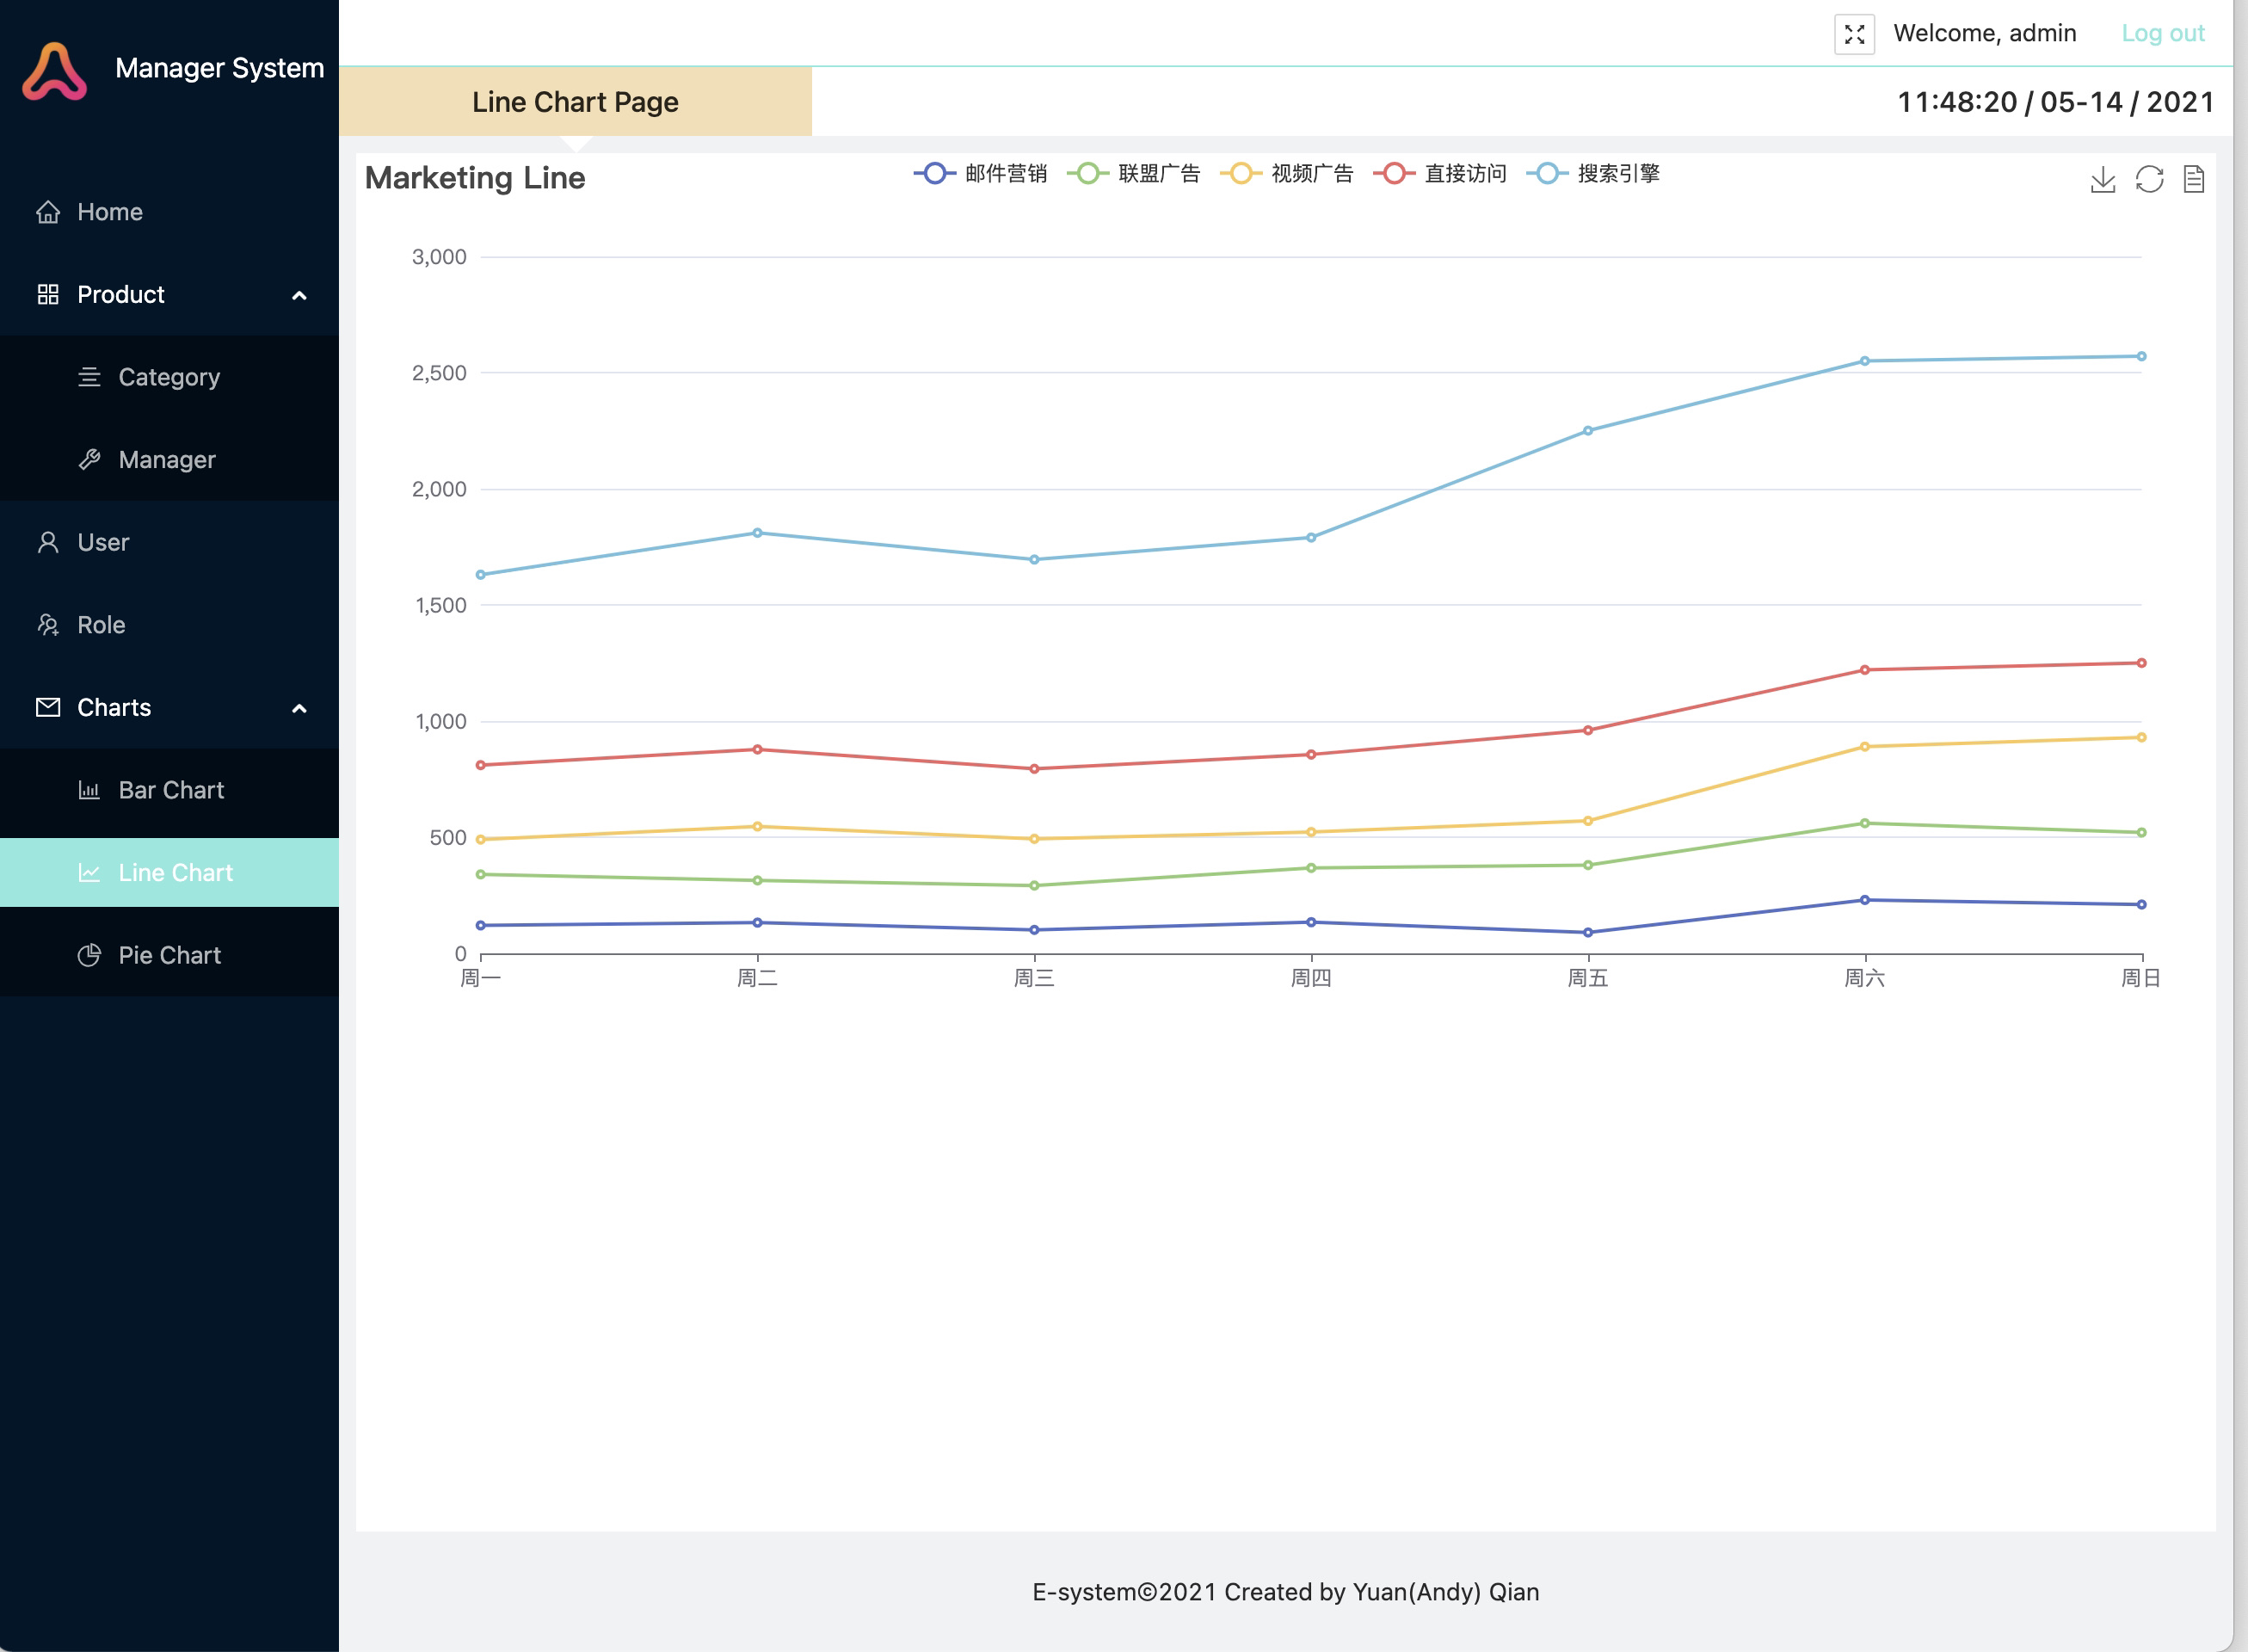 Manager System
Home
Product
Category
Manager
User
Role
Charts
Bar Chart
Line Chart
Pie Chart
Welcome, admin
Log out
Line Chart Page
11:48:20 / 05-14 / 2021
Marketing Line
邮件营销 联盟广告 视频广告 直接访问 搜索引擎
3,000
2,500
2,000
1,500
1,000
500
0
周一 周二 周三 周四 周五 周六 周日
E-system©2021 Created by Yuan(Andy) Qian